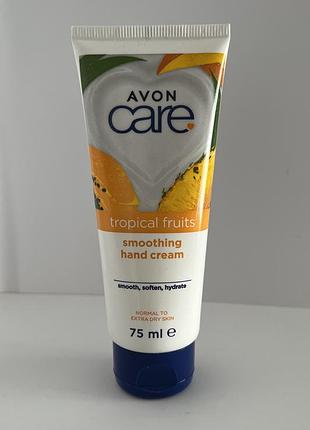 AVON
care
tropical fruits
smoothing
hand cream
smooth, soften, hydrate
NORMAL TO
EXTRA DRY SKIN
75 ml e